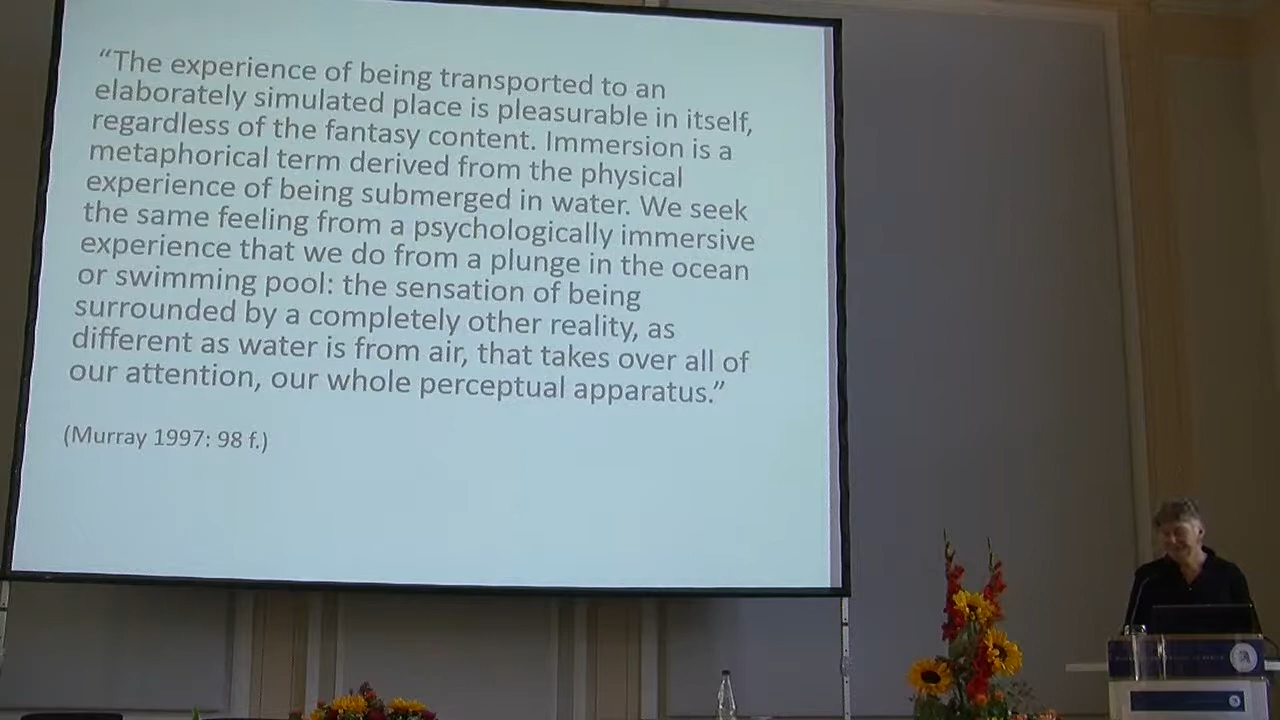 “The experience of being transported to an
elaborately simulated place is pleasurable in itself,
regardless of the fantasy content. Immersion is a
metaphorical term derived from the physical
experience of being submerged in water. We seek
the same feeling from a psychologically immersive
experience that we do from a plunge in the ocean
or swimming pool: the sensation of being
surrounded by a completely other reality, as
different as water is from air, that takes over all of
our attention, our whole perceptual apparatus.”
(Murray 1997: 98 f.)